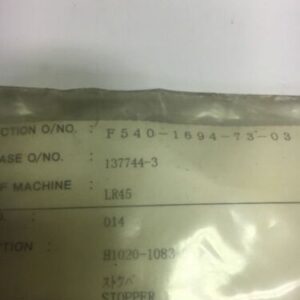 CTION O/NO. : F540-1694-73-03
ASE O/NO. : 137744-3
F MACHINE : LR45
O. : 014
TION : H1020-1083
ストッパ
STOPPER